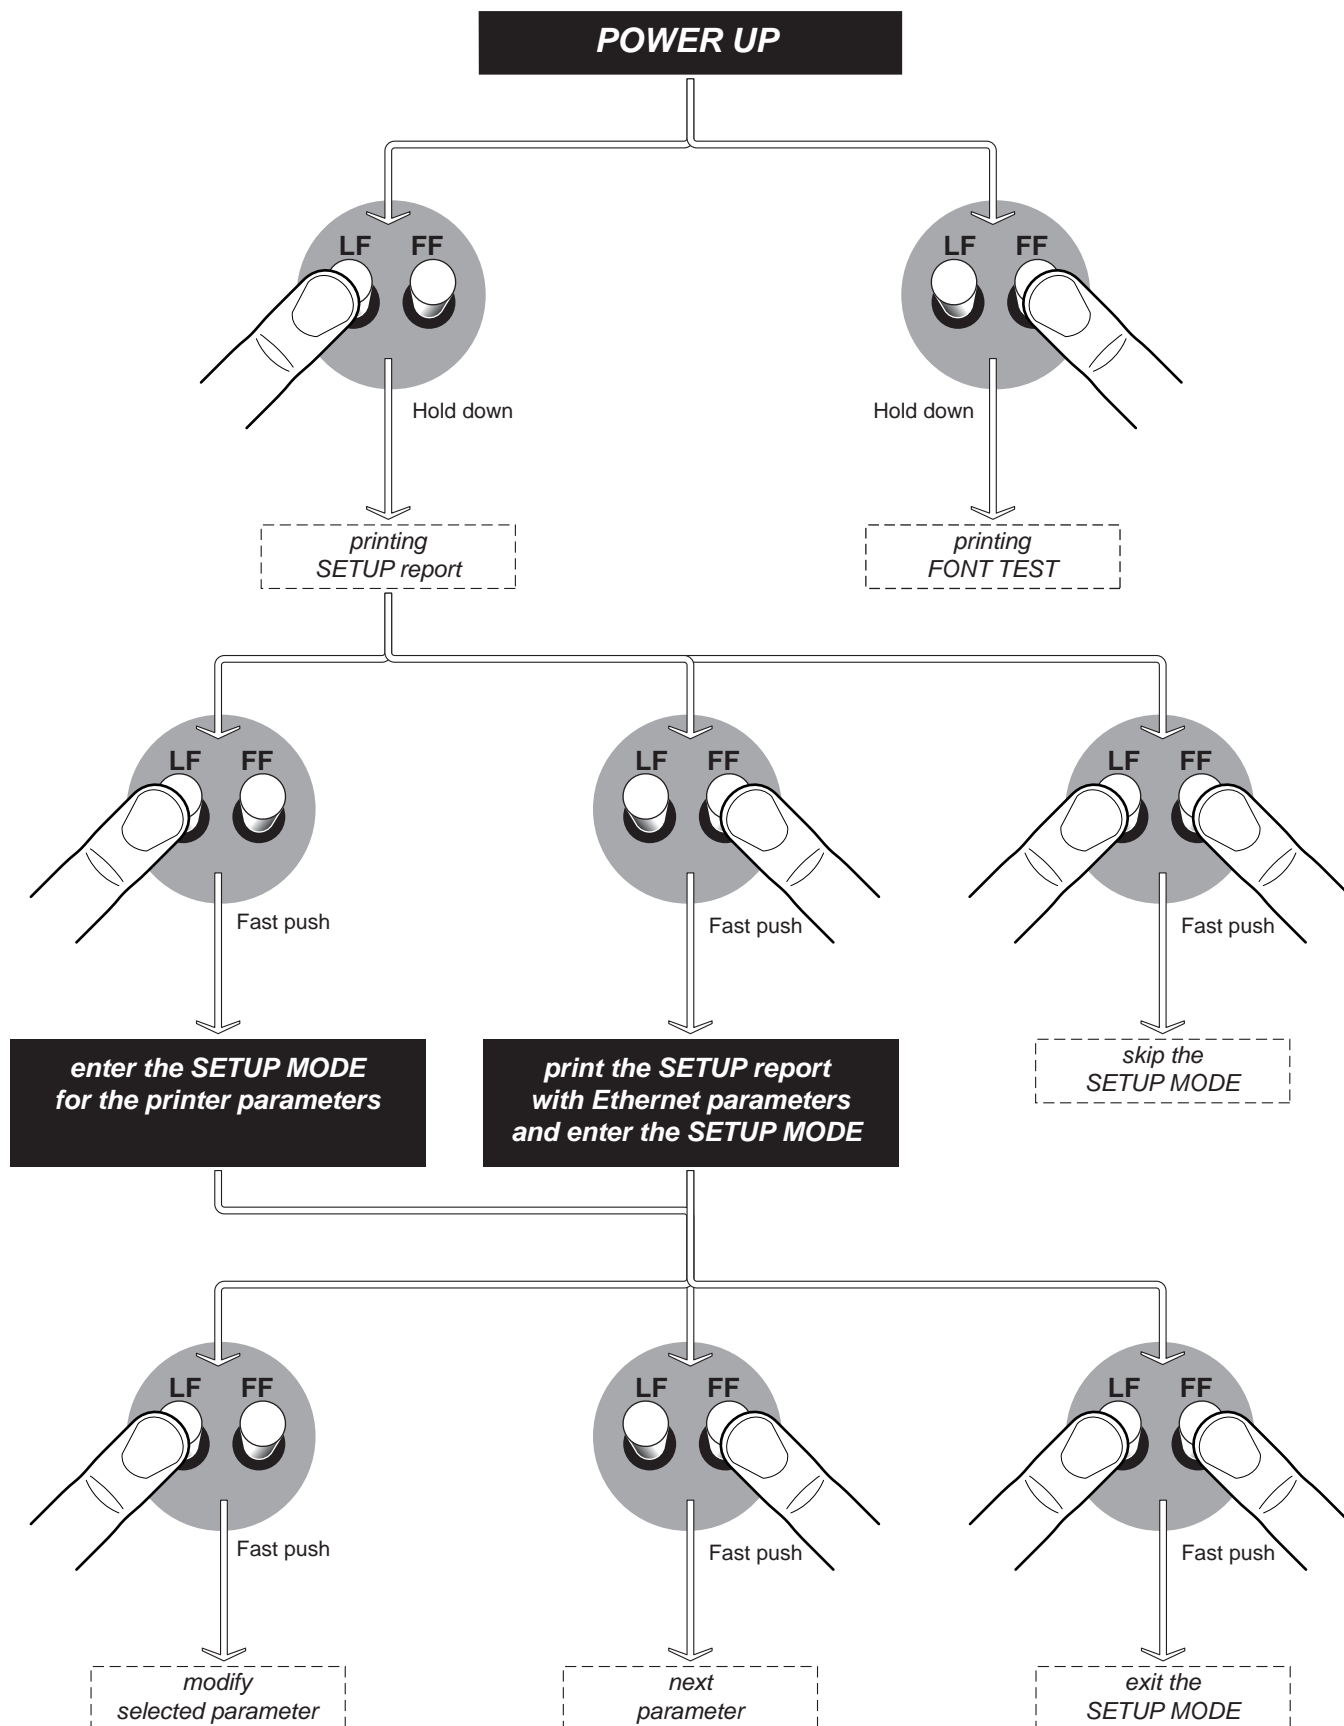 POWER UP
LF FF
LF FF
Hold down
Hold down
printing
SETUP report
printing
FONT TEST
LF FF
LF FF
LF FF
Fast push
Fast push
Fast push
enter the SETUP MODE
for the printer parameters
print the SETUP report
with Ethernet parameters
and enter the SETUP MODE
skip the
SETUP MODE
LF FF
LF FF
LF FF
Fast push
Fast push
Fast push
modify
selected parameter
next
parameter
exit the
SETUP MODE